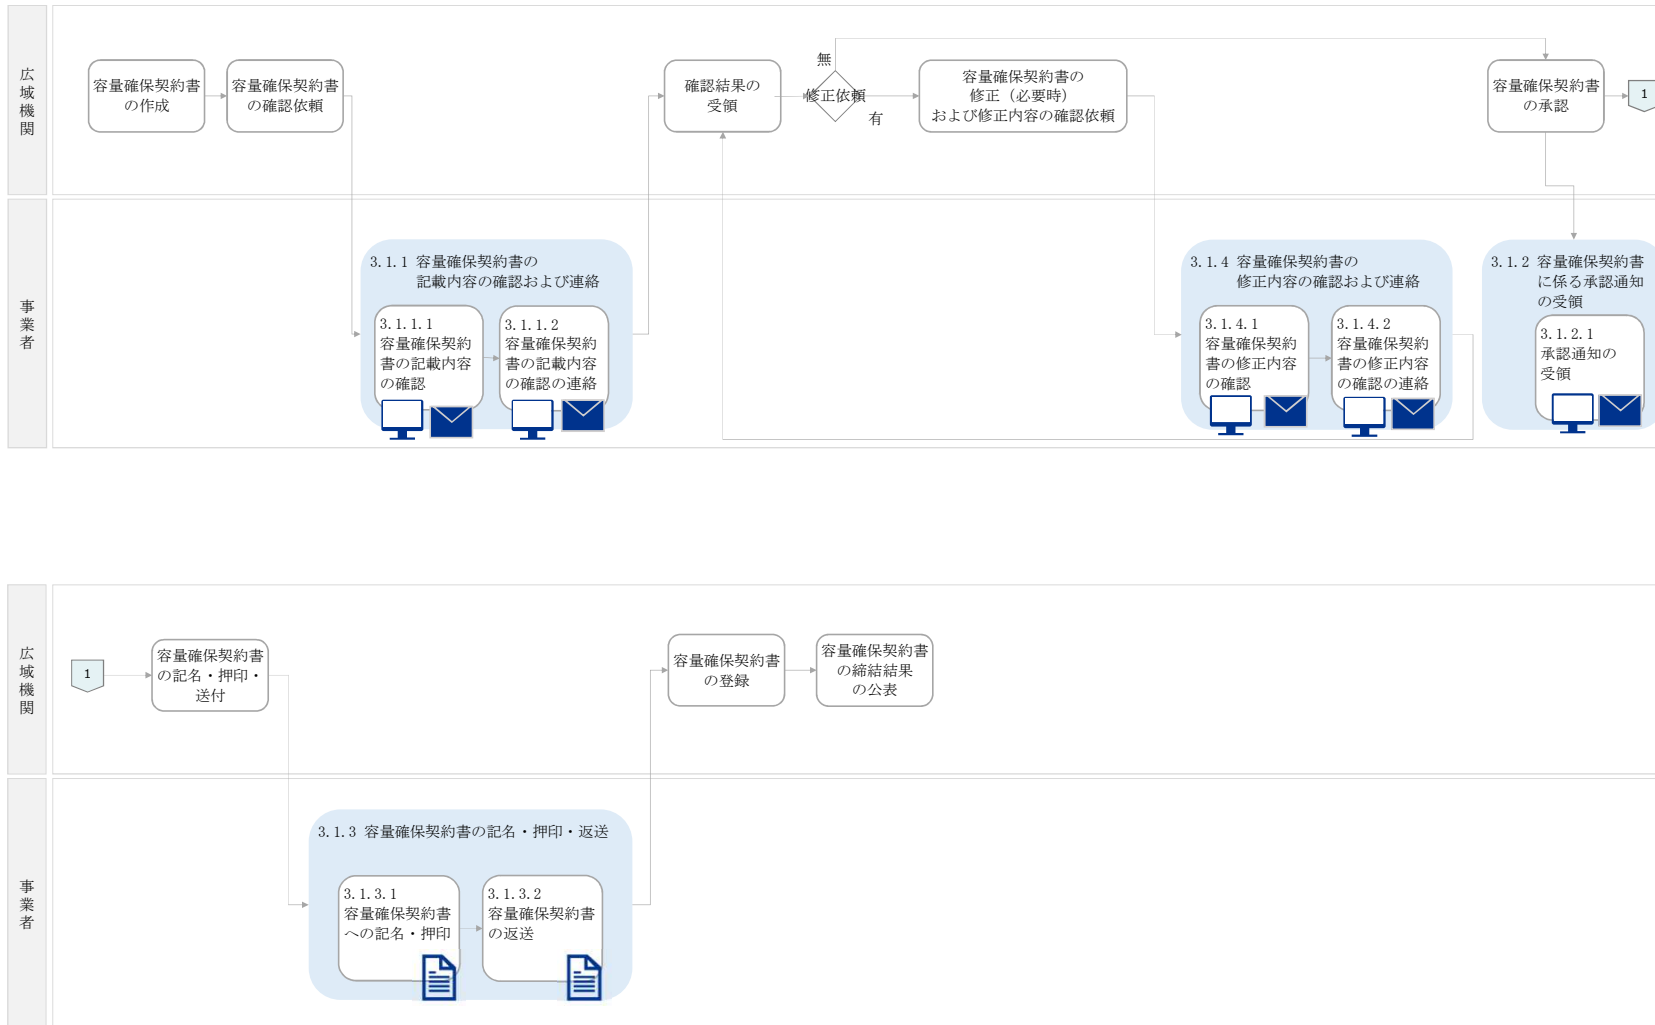 広域機関
容量確保契約書
の作成
容量確保契約書
の確認依頼
確認結果の
受領
無
修正依頼
有
容量確保契約書の
修正（必要時）
および修正内容の確認依頼
容量確保契約書
の承認
1
事業者
3.1.1 容量確保契約書の
記載内容の確認および連絡
3.1.1.1
容量確保契約
書の記載内容
の確認
3.1.1.2
容量確保契約
書の記載内容
の確認の連絡
3.1.4 容量確保契約書の
修正内容の確認および連絡
3.1.4.1
容量確保契約
書の修正内容
の確認
3.1.4.2
容量確保契約
書の修正内容
の確認の連絡
3.1.2 容量確保契約書
に係る承認通知
の受領
3.1.2.1
承認通知の
受領
広域機関
1
容量確保契約書
の記名・押印・
送付
容量確保契約書
の登録
容量確保契約書
の締結結果
の公表
事業者
3.1.3 容量確保契約書の記名・押印・返送
3.1.3.1
容量確保契約書
への記名・押印
3.1.3.2
容量確保契約書
の返送